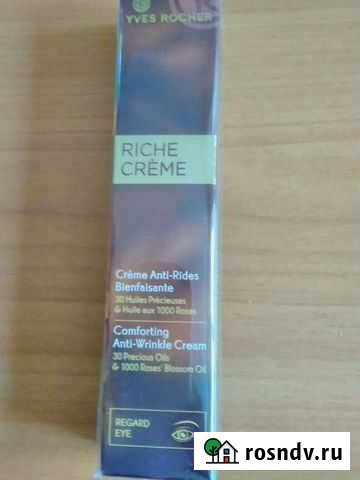 YVES ROCHER
RICHE
CRÈME
Crème Anti-Rides
Bienfaisante
30 Huiles Précieuses
& Huile aux 1000 Roses
Comforting
Anti-Wrinkle Cream
30 Precious Oils
& 1000 Roses' Blossom Oil
REGARD
EYE
rosndv.ru